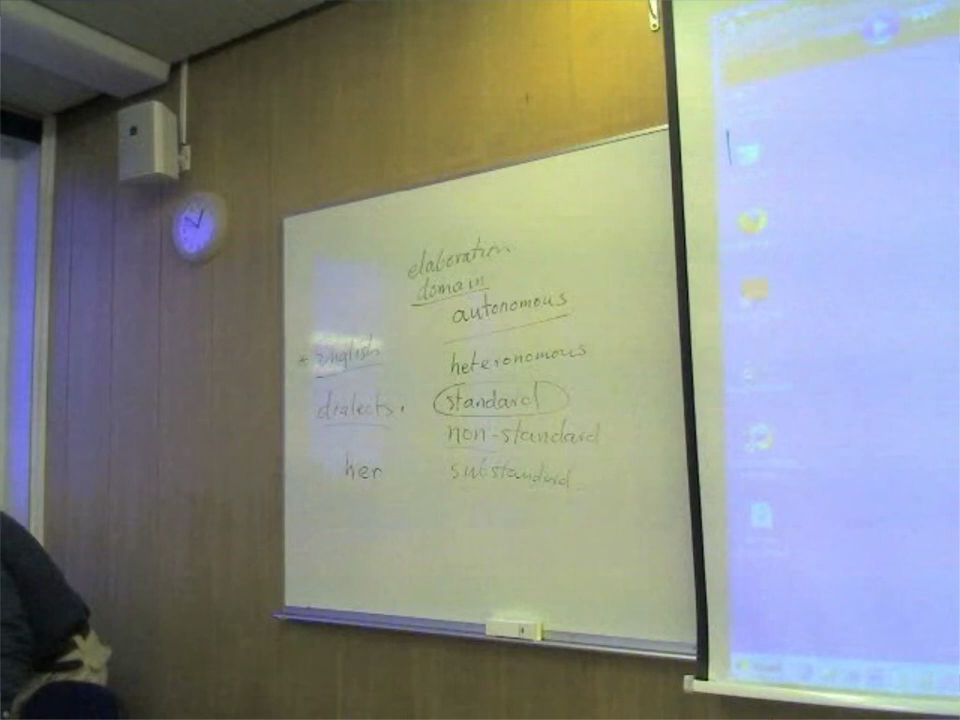 elaboration
domain
autonomous
* english
heteronomous
dialects.
standard
non-standard
her
substandard